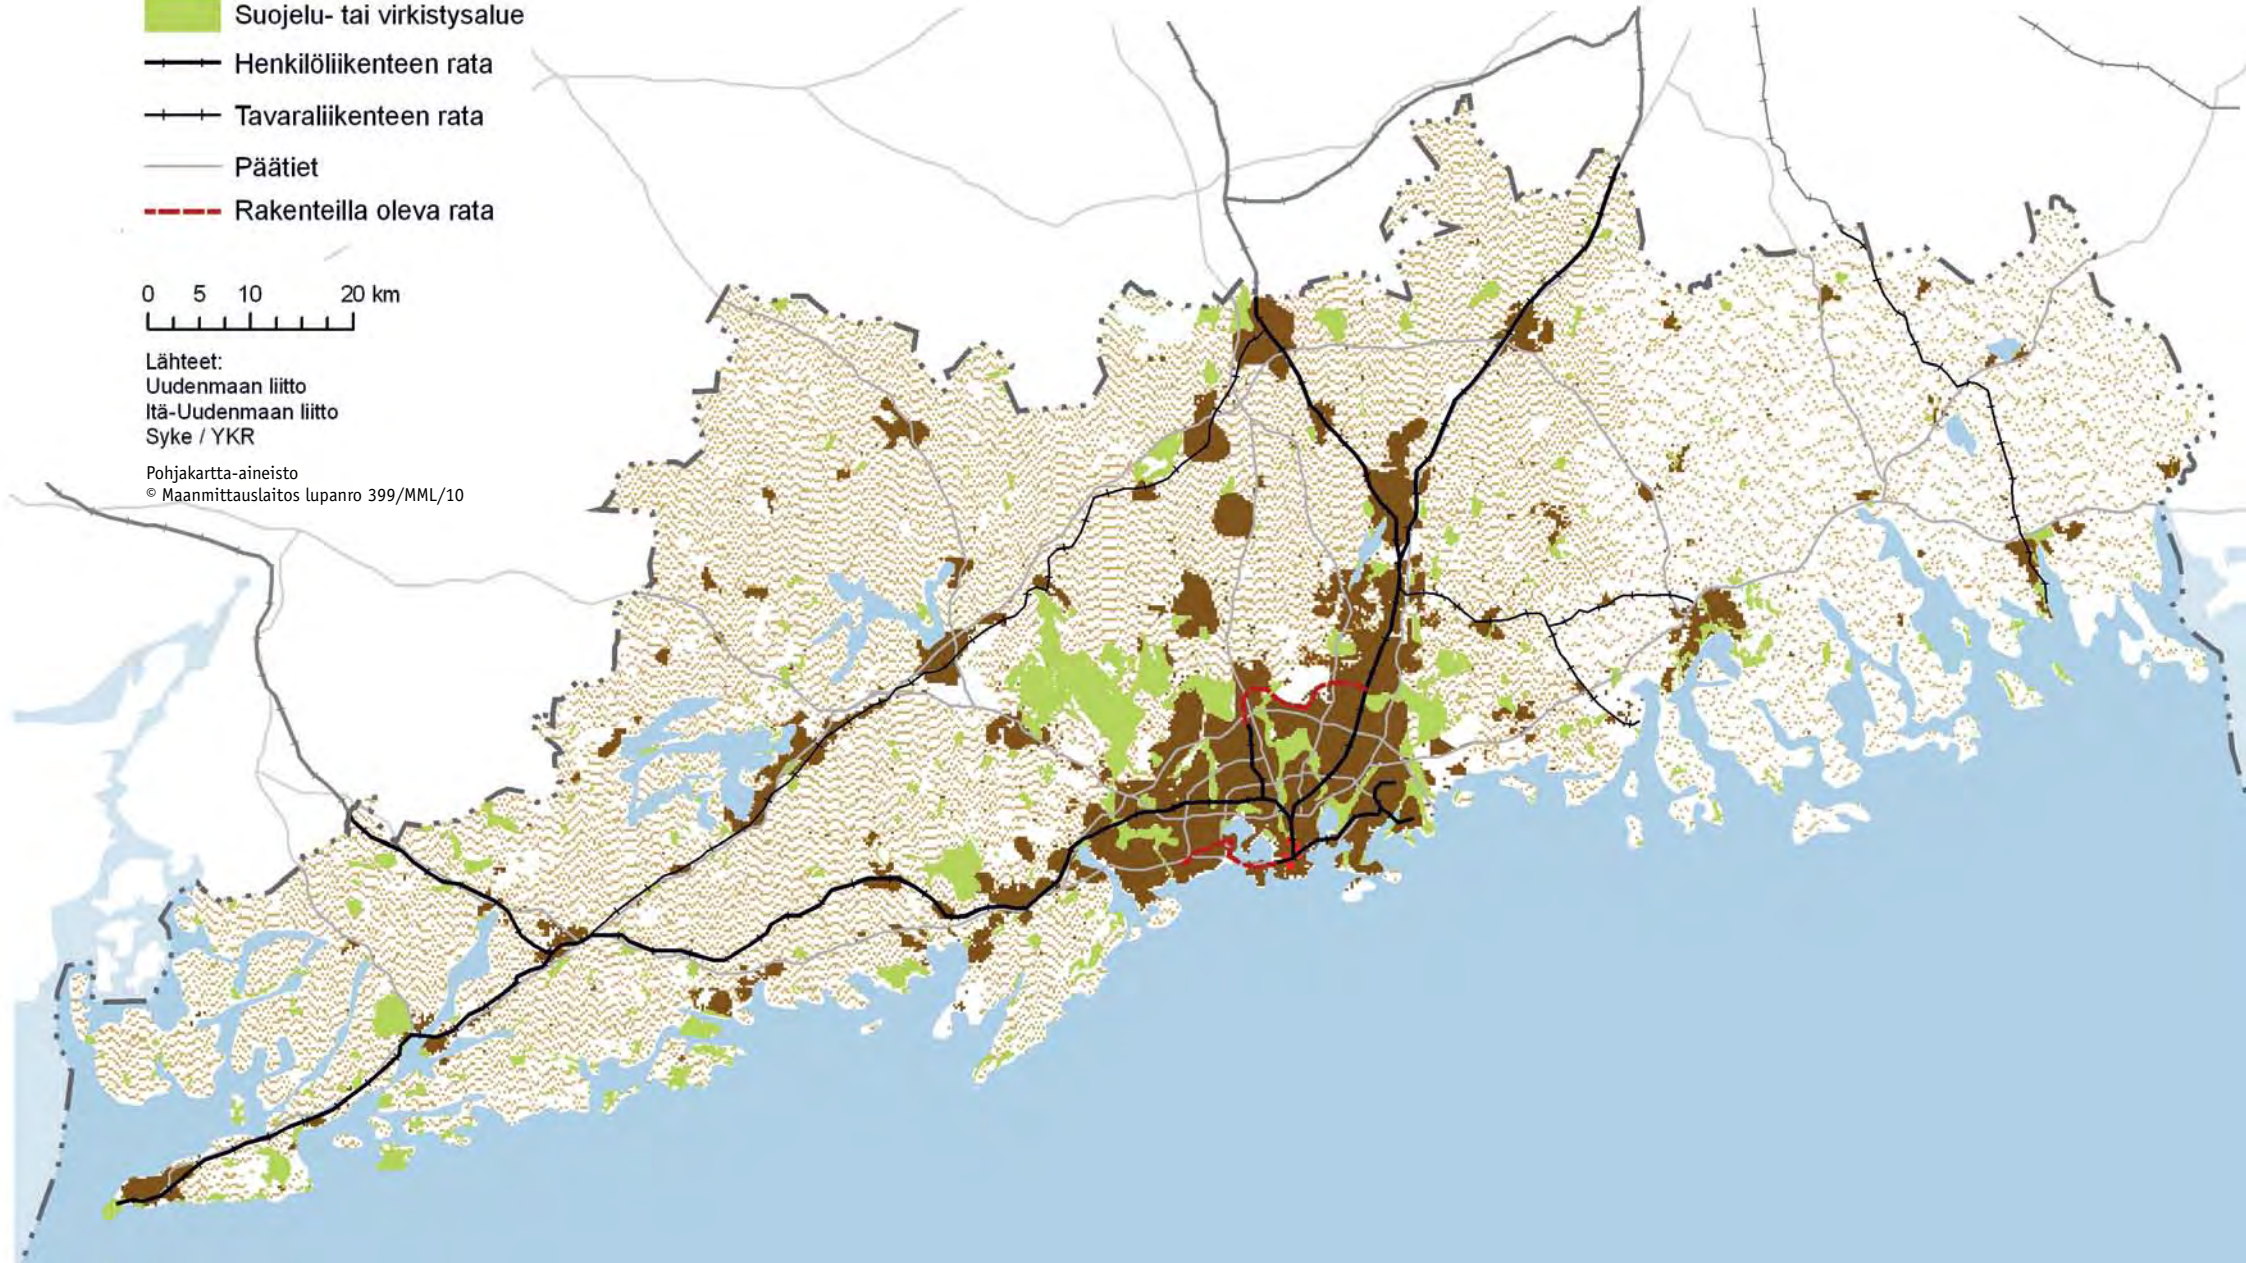 Suojelu- tai virkistysalue
Henkilöliikenteen rata
Tavaraliikenteen rata
Päätiet
Rakenteilla oleva rata
0 5 10 20 km
Lähteet:
Uudenmaan liitto
Itä-Uudenmaan liitto
Syke / YKR
Pohjakartta-aineisto
© Maanmittauslaitos lupanro 399/MML/10